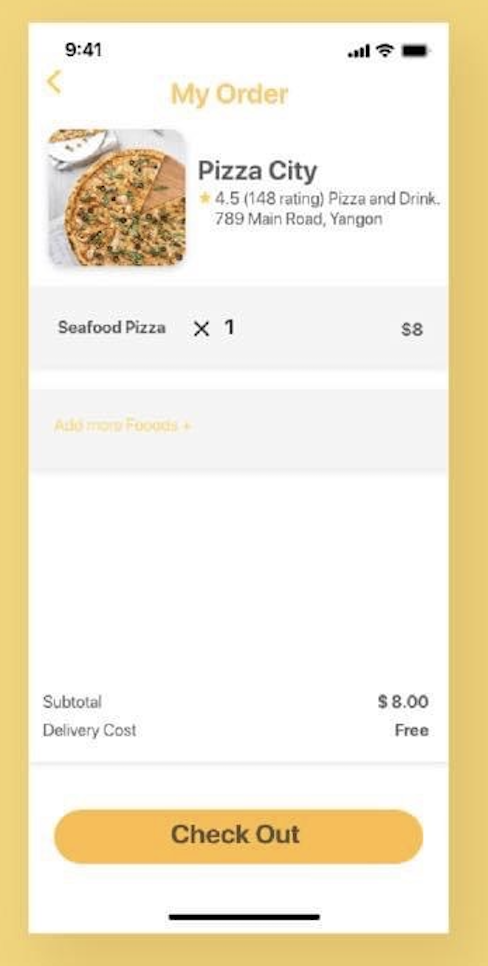 9:41
My Order
Pizza City
4.5 (148 rating) Pizza and Drink.
789 Main Road, Yangon
Seafood Pizza × 1 $8
Add more Fooods +
Subtotal $ 8.00
Delivery Cost Free
Check Out